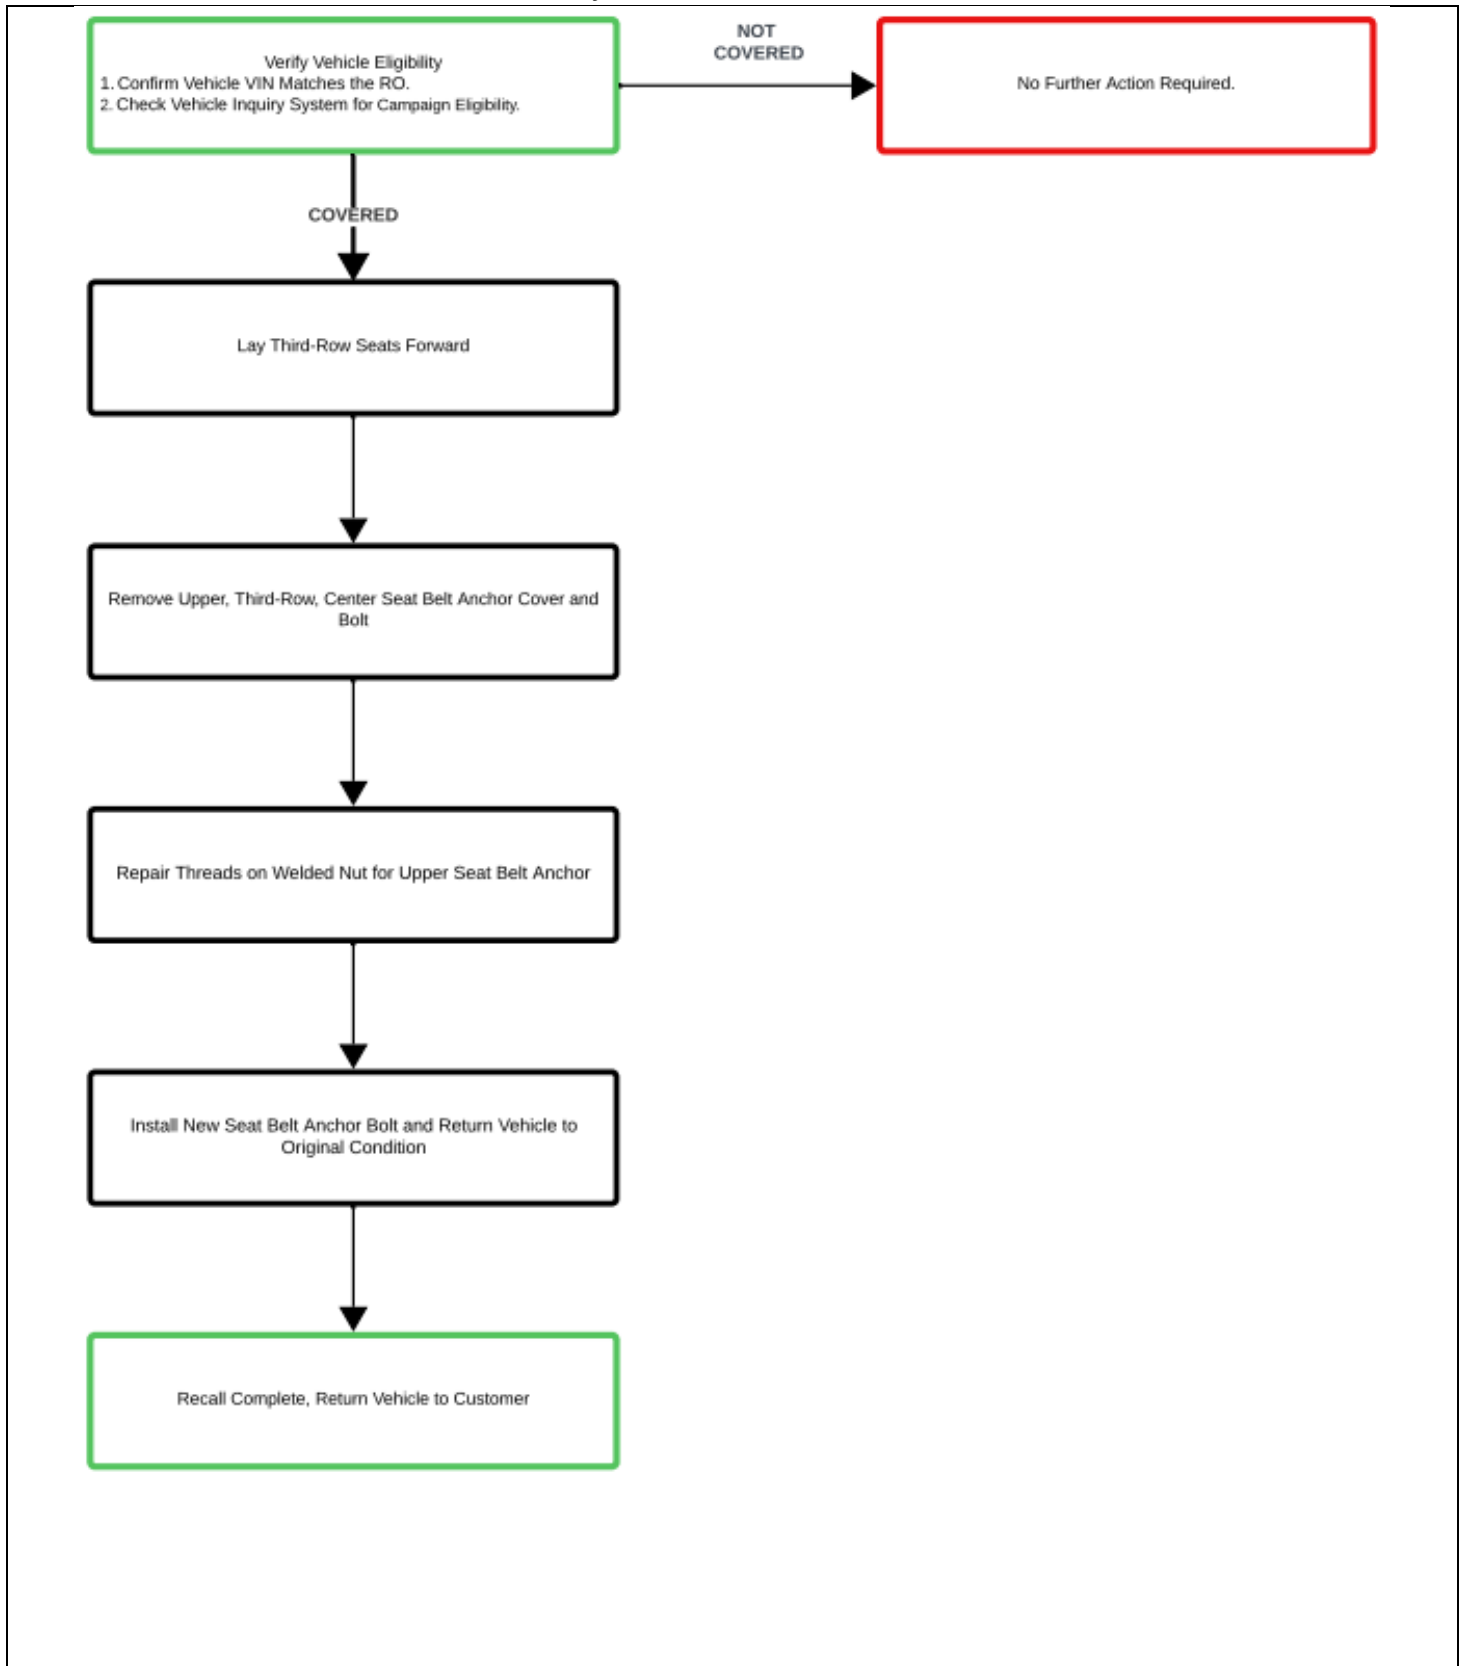 Verify Vehicle Eligibility
1. Confirm Vehicle VIN Matches the RO.
2. Check Vehicle Inquiry System for Campaign Eligibility.
NOT
COVERED
No Further Action Required.
COVERED
Lay Third-Row Seats Forward
Remove Upper, Third-Row, Center Seat Belt Anchor Cover and
Bolt
Repair Threads on Welded Nut for Upper Seat Belt Anchor
Install New Seat Belt Anchor Bolt and Return Vehicle to
Original Condition
Recall Complete, Return Vehicle to Customer